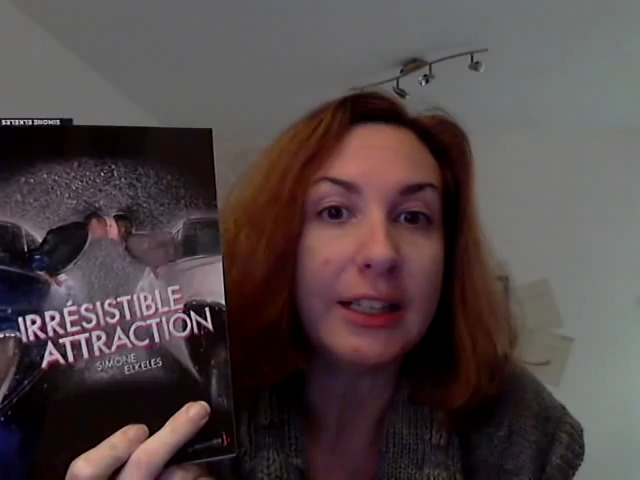 SIMONE ELKELES
IRRÉSISTIBLE
ATTRACTION
SIMONE
ELKELES